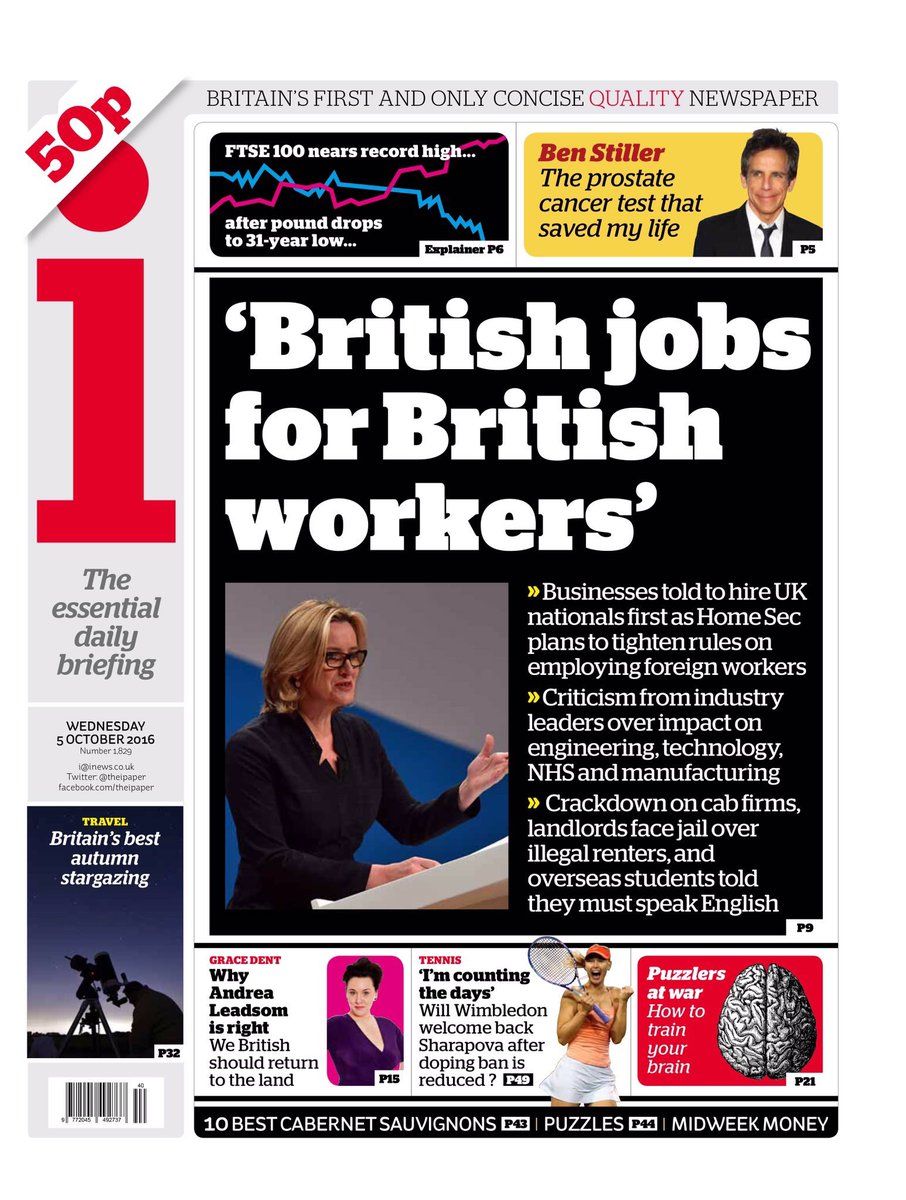 50p
i
The
essential
daily
briefing
WEDNESDAY
5 OCTOBER 2016
Number 1,829
i@inews.co.uk
Twitter: @theipaper
facebook.com/theipaper
TRAVEL
Britain's best
autumn
stargazing
P32
40
9 772045 492737
BRITAIN'S FIRST AND ONLY CONCISE QUALITY NEWSPAPER
FTSE 100 nears record high...
after pound drops
to 31-year low...
Explainer P6
Ben Stiller
The prostate
cancer test that
saved my life
P5
‘British jobs
for British
workers’
» Businesses told to hire UK
nationals first as Home Sec
plans to tighten rules on
employing foreign workers
» Criticism from industry
leaders over impact on
engineering, technology,
NHS and manufacturing
» Crackdown on cab firms,
landlords face jail over
illegal renters, and
overseas students told
they must speak English
P9
GRACE DENT
Why
Andrea
Leadsom
is right
We British
should return
to the land
P15
TENNIS
‘I'm counting
the days’
Will Wimbledon
welcome back
Sharapova after
doping ban is
reduced? P49
Puzzlers
at war
How to
train
your
brain
P21
10 BEST CABERNET SAUVIGNONS P43 | PUZZLES P44 | MIDWEEK MONEY